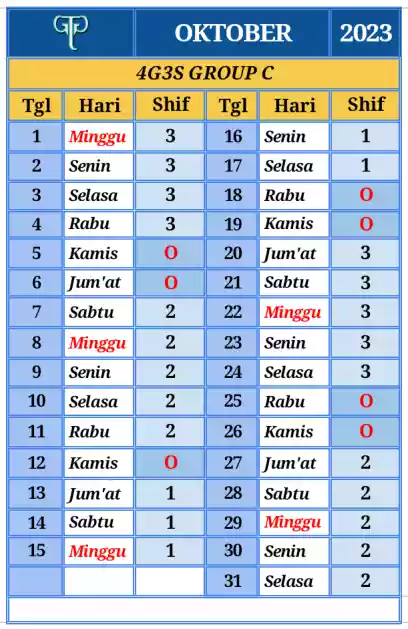 OKTOBER 2023
4G3S GROUP C
Tgl Hari Shif Tgl Hari Shif
1 Minggu 3 16 Senin 1
2 Senin 3 17 Selasa 1
3 Selasa 3 18 Rabu O
4 Rabu 3 19 Kamis O
5 Kamis O 20 Jum'at 3
6 Jum'at O 21 Sabtu 3
7 Sabtu 2 22 Minggu 3
8 Minggu 2 23 Senin 3
9 Senin 2 24 Selasa 3
10 Selasa 2 25 Rabu O
11 Rabu 2 26 Kamis O
12 Kamis O 27 Jum'at 2
13 Jum'at 1 28 Sabtu 2
14 Sabtu 1 29 Minggu 2
15 Minggu 1 30 Senin 2
31 Selasa 2